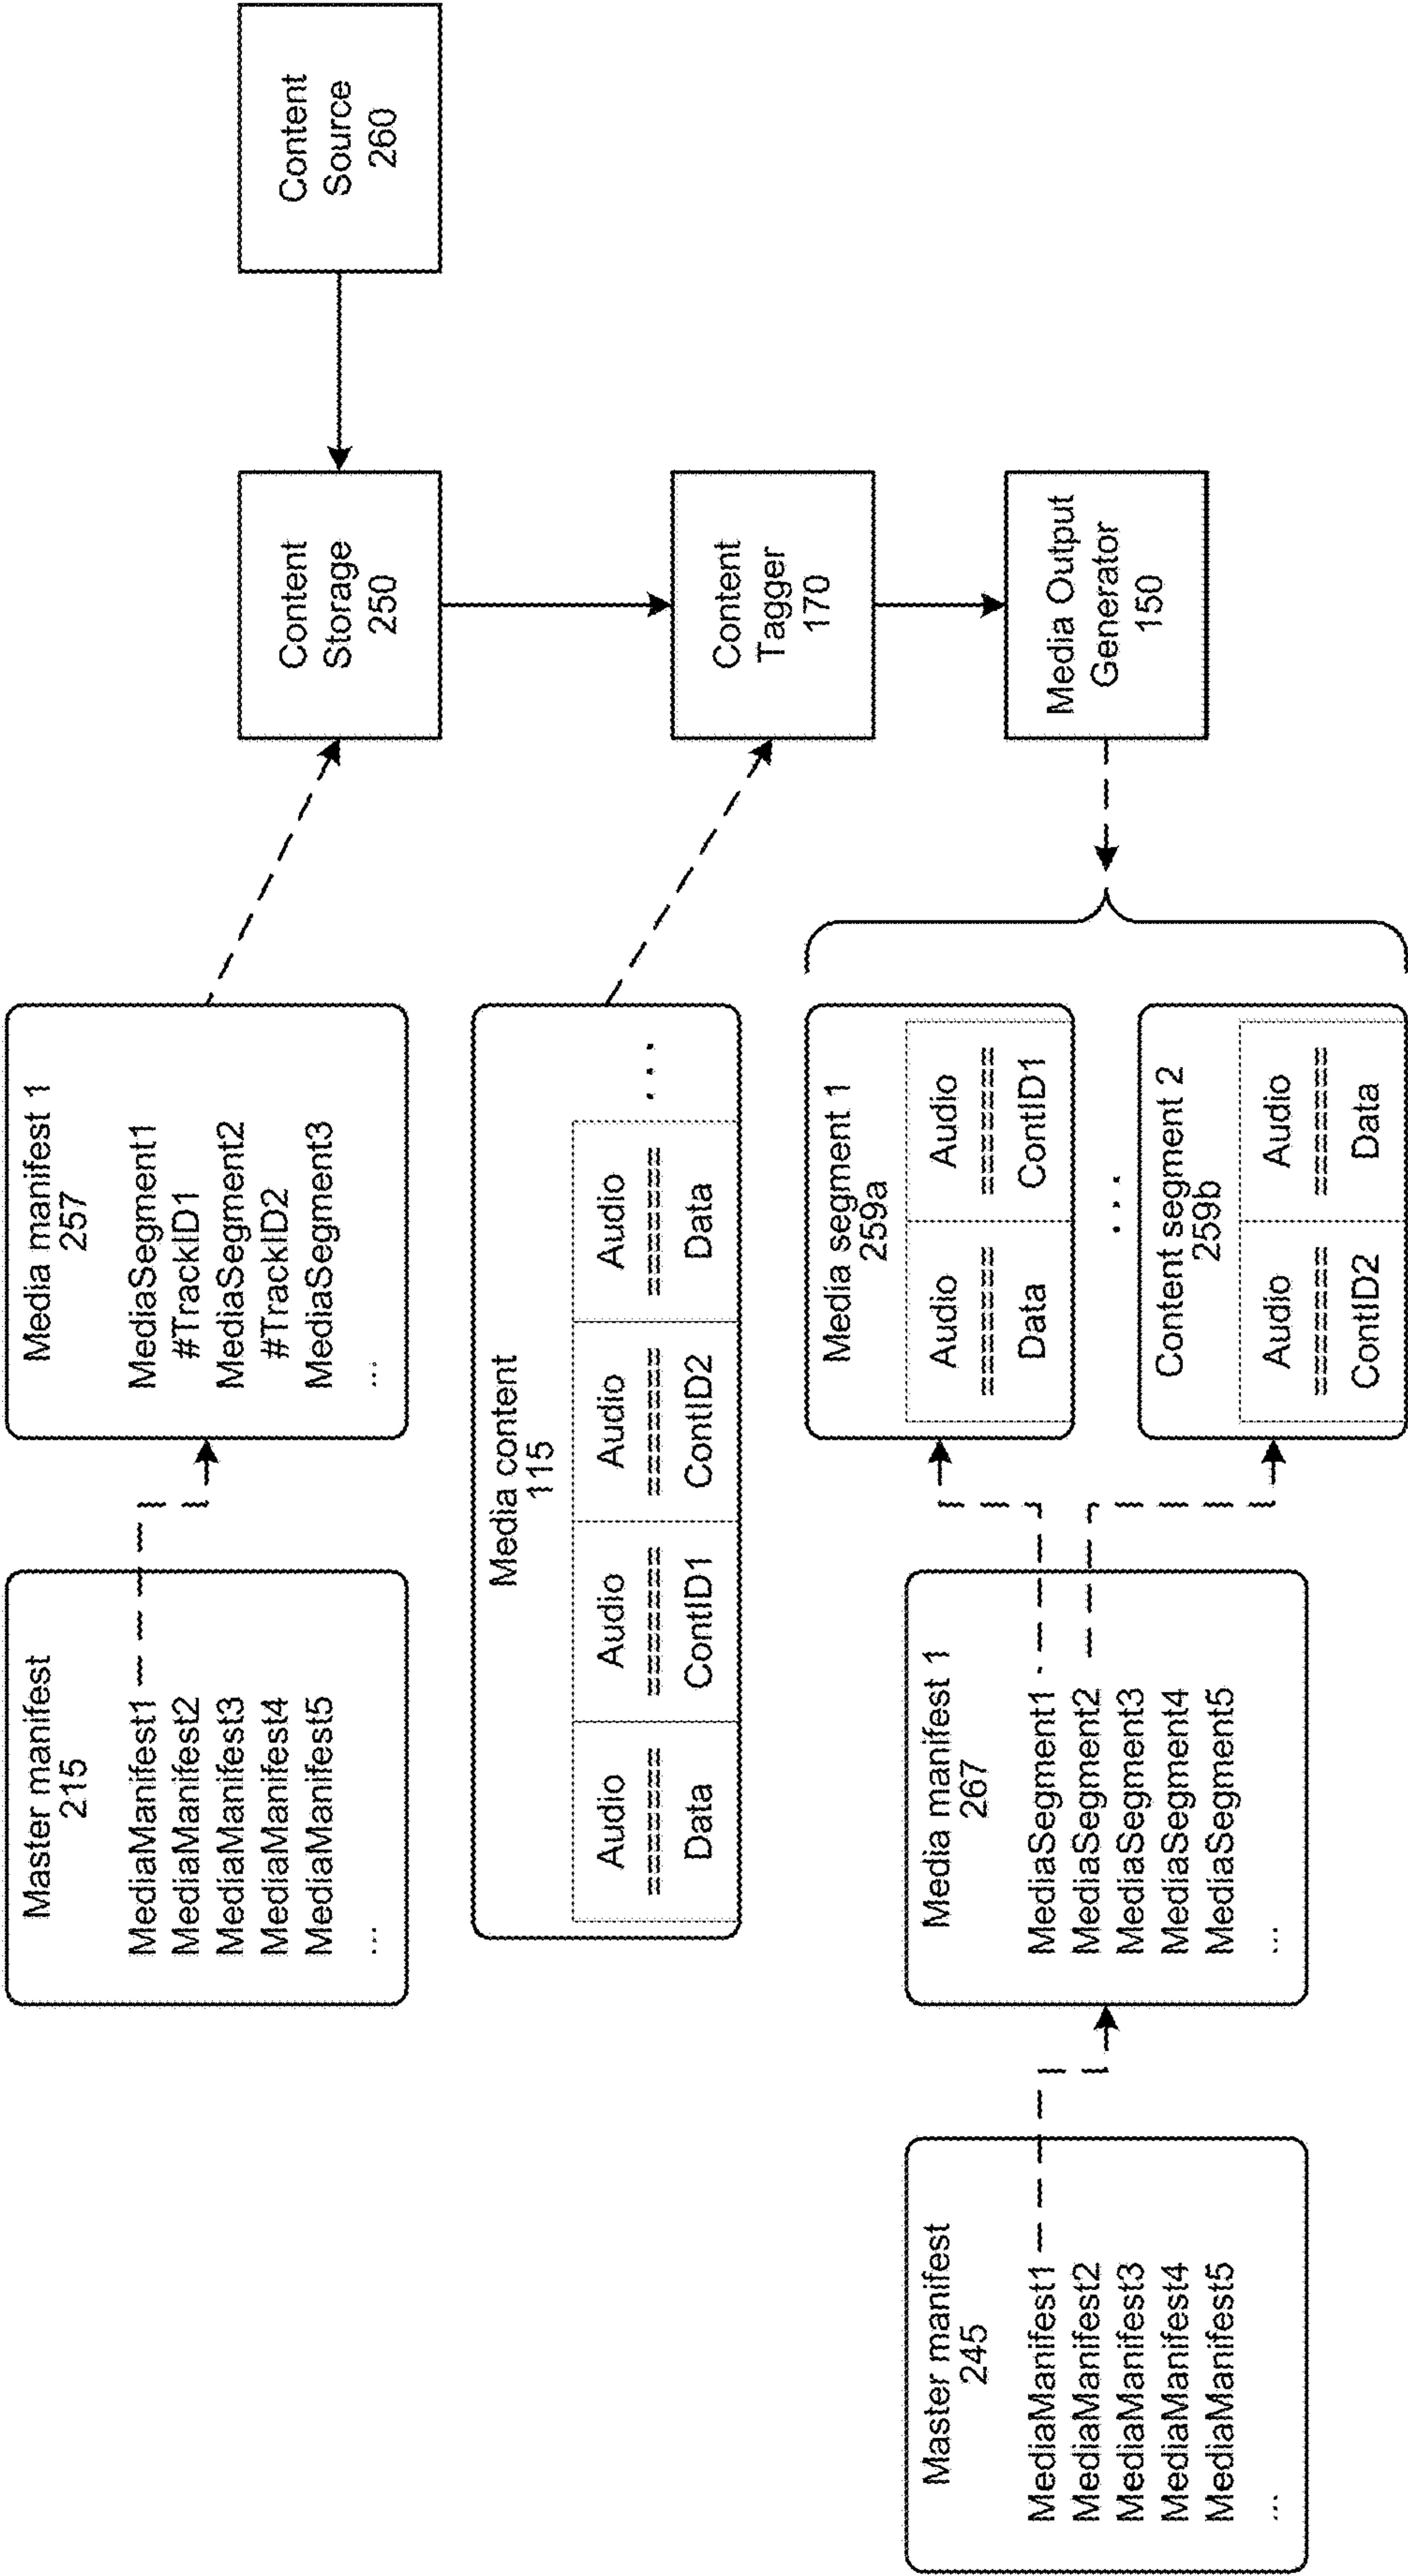 Master manifest
215
MediaManifest1
MediaManifest2
MediaManifest3
MediaManifest4
MediaManifest5
...
Media manifest 1
257
MediaSegment1
#TrackID1
MediaSegment2
#TrackID2
MediaSegment3
...
Content
Storage
250
Content
Source
260
Media content
115
Audio
======
Data
Audio
======
ContID1
Audio
======
ContID2
Audio
======
Data
...
Content
Tagger
170
Master manifest
245
MediaManifest1
MediaManifest2
MediaManifest3
MediaManifest4
MediaManifest5
...
Media manifest 1
267
MediaSegment1
MediaSegment2
MediaSegment3
MediaSegment4
MediaSegment5
...
Media segment 1
259a
Audio
======
Data
Audio
======
ContID1
...
Content segment 2
259b
Audio
======
ContID2
Audio
======
Data
Media Output
Generator
150